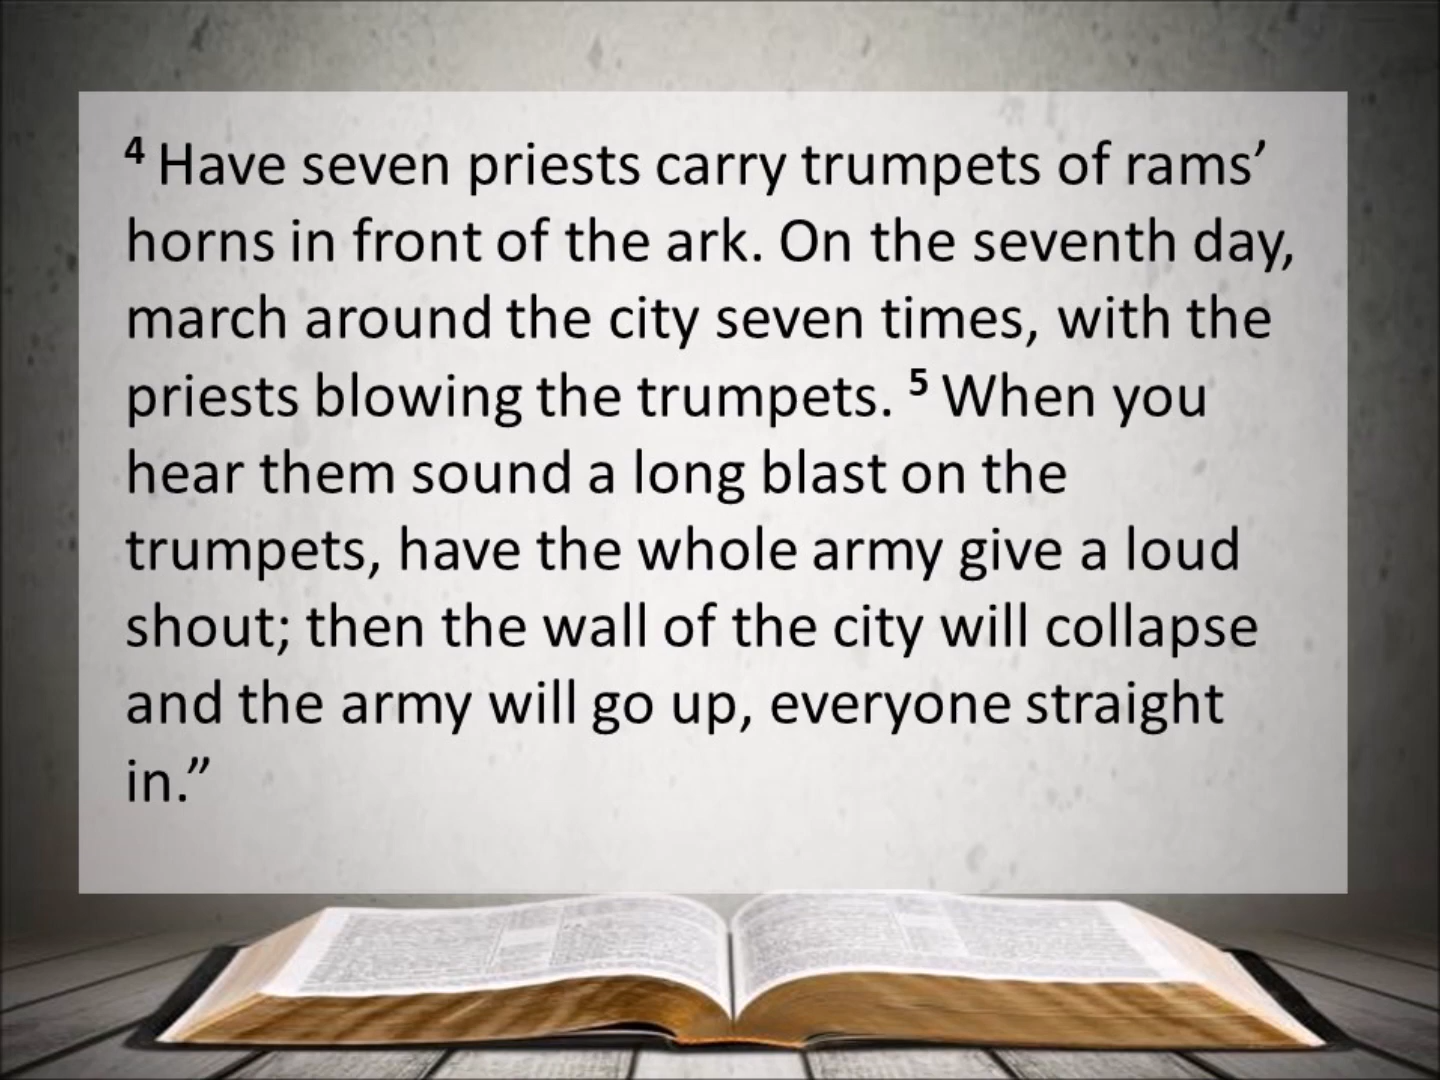 ⁴ Have seven priests carry trumpets of rams’
horns in front of the ark. On the seventh day,
march around the city seven times, with the
priests blowing the trumpets. ⁵ When you
hear them sound a long blast on the
trumpets, have the whole army give a loud
shout; then the wall of the city will collapse
and the army will go up, everyone straight
in.”